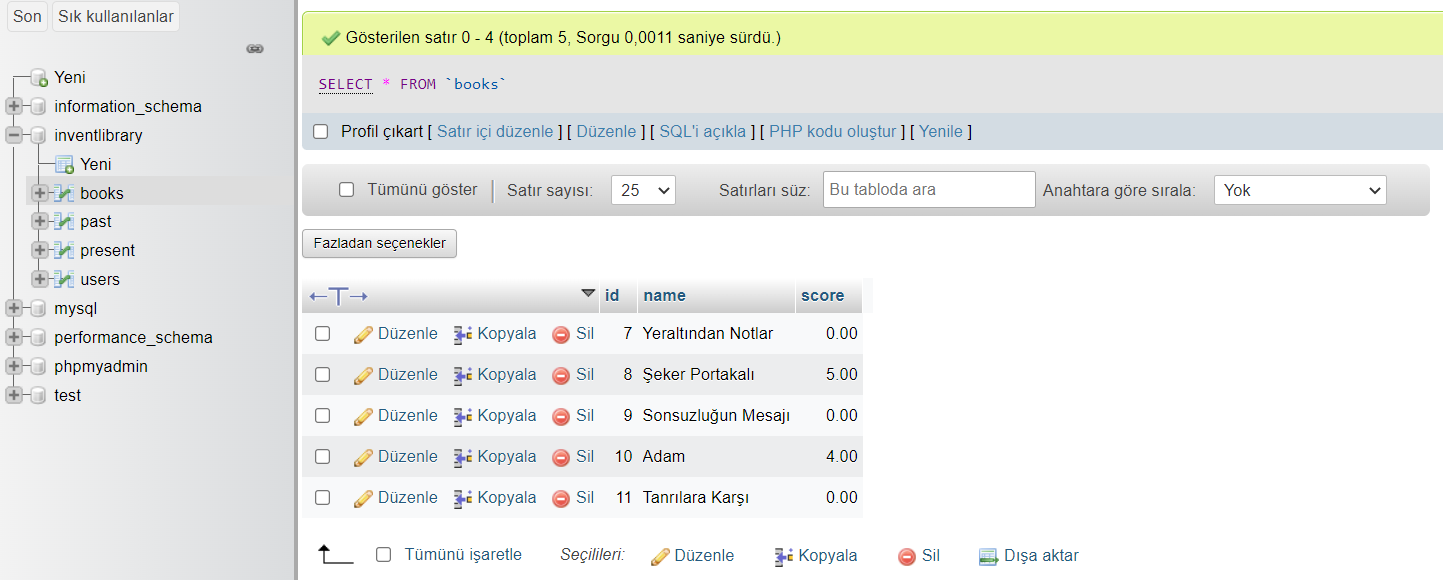 Son Sık kullanılanlar
Yeni
information_schema
inventlibrary
Yeni
books
past
present
users
mysql
performance_schema
phpmyadmin
test
Gösterilen satır 0 - 4 (toplam 5, Sorgu 0,0011 saniye sürdü.)
SELECT * FROM `books`
Profil çıkart [ Satır içi düzenle ] [ Düzenle ] [ SQL'i açıkla ] [ PHP kodu oluştur ] [ Yenile ]
Tümünü göster Satır sayısı: 25 Satırları süz: Bu tabloda ara Anahtara göre sırala: Yok
Fazladan seçenekler
id name score
Düzenle Kopyala Sil 7 Yeraltından Notlar 0.00
Düzenle Kopyala Sil 8 Şeker Portakalı 5.00
Düzenle Kopyala Sil 9 Sonsuzluğun Mesajı 0.00
Düzenle Kopyala Sil 10 Adam 4.00
Düzenle Kopyala Sil 11 Tanrılara Karşı 0.00
Tümünü işaretle Seçilileri: Düzenle Kopyala Sil Dışa aktar